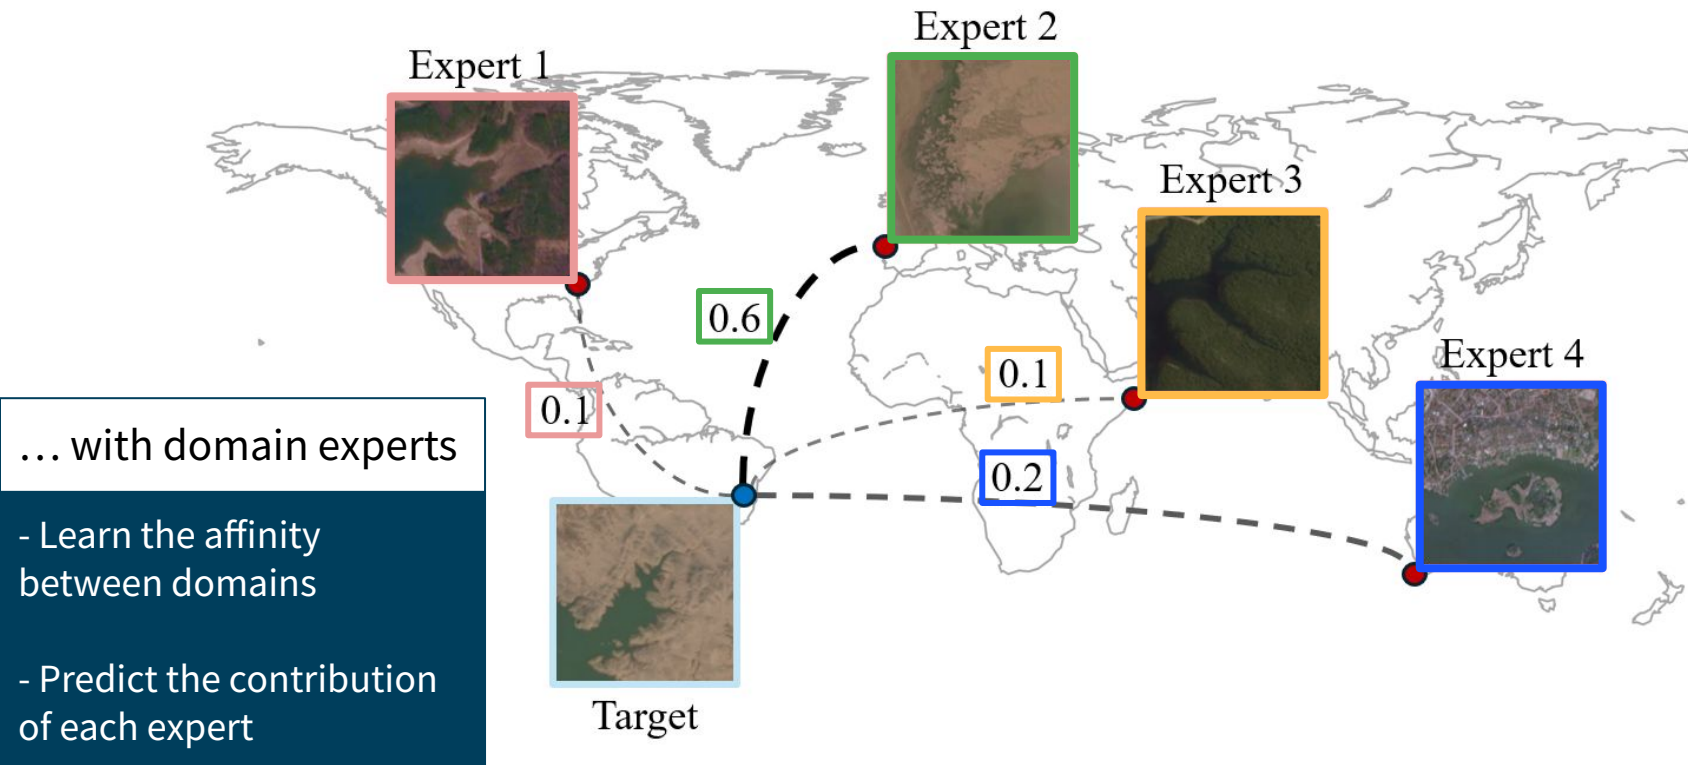 Expert 2
Expert 1
Expert 3
0.6
Expert 4
0.1
0.1
… with domain experts
0.2
- Learn the affinity
between domains
- Predict the contribution
of each expert
Target